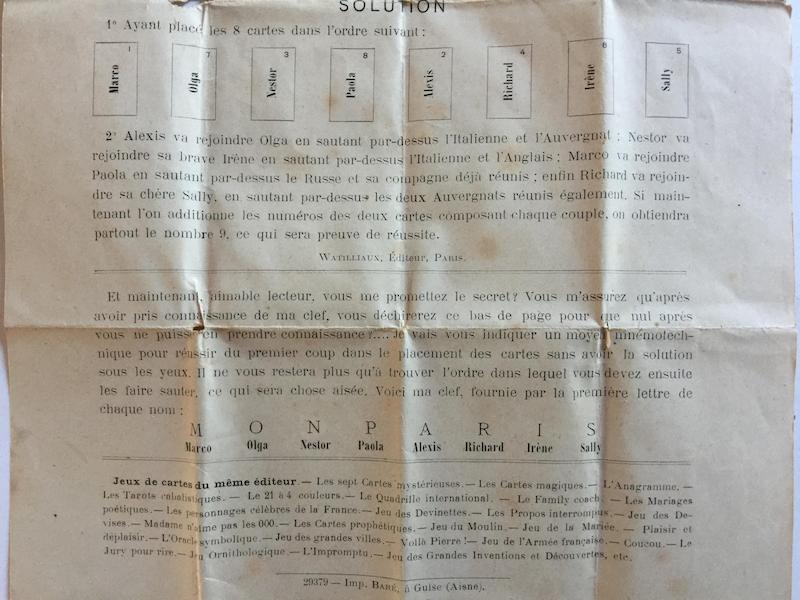 SOLUTION
1º Ayant placé les 8 cartes dans l'ordre suivant :
1 7 3 8 2 4 6 5
Marco Olga Nestor Paola Alexis Richard Irène Sally
2º Alexis va rejoindre Olga en sautant par-dessus l'Italienne et l'Auvergnat ; Nestor va
rejoindre sa brave Irène en sautant par-dessus l'Italienne et l'Anglais ; Marco va rejoindre
Paola en sautant par-dessus le Russe et sa compagne déjà réunis ; enfin Richard va rejoin-
dre sa chère Sally, en sautant par-dessus les deux Auvergnats réunis également. Si main-
tenant l'on additionne les numéros des deux cartes composant chaque couple, on obtiendra
partout le nombre 9, ce qui sera preuve de réussite.
WATILLIAUX, Éditeur, PARIS.
Et maintenant, aimable lecteur, vous me promettez le secret? Vous m'assurez qu'après
avoir pris connaissance de ma clef, vous déchirerez ce bas de page pour que nul après
vous ne puisse en prendre connaissance?.... Je vais vous indiquer un moyen mnémotech-
nique pour réussir du premier coup dans le placement des cartes sans avoir la solution
sous les yeux. Il ne vous restera plus qu'à trouver l'ordre dans lequel vous devez ensuite
les faire sauter, ce qui sera chose aisée. Voici ma clef, fournie par la première lettre de
chaque nom :
M O N P A R I S
Marco Olga Nestor Paola Alexis Richard Irène Sally
Jeux de cartes du même éditeur. — Les sept Cartes mystérieuses. — Les Cartes magiques. — L'Anagramme. —
Les Tarots cabalistiques. — Le 21 à 4 couleurs. — Le Quadrille international. — Le Family coach. — Les Mariages
poétiques. — Les personnages célèbres de la France. — Jeu des Devinettes. — Les Propos interrompus. — Jeu des De-
vises. — Madame n'aime pas les 000. — Les Cartes prophétiques. — Jeu du Moulin. — Jeu de la Mariée. — Plaisir et
déplaisir. — L'Oracle symbolique. — Jeu des grandes villes. — Voilà Pierre ! — Jeu de l'Armée française. — Coucou. — Le
Jury pour rire. — Jeu Ornithologique. — L'Impromptu. — Jeu des Grandes Inventions et Découvertes, etc.
29379 — Imp. BARÉ, à Guise (Aisne).